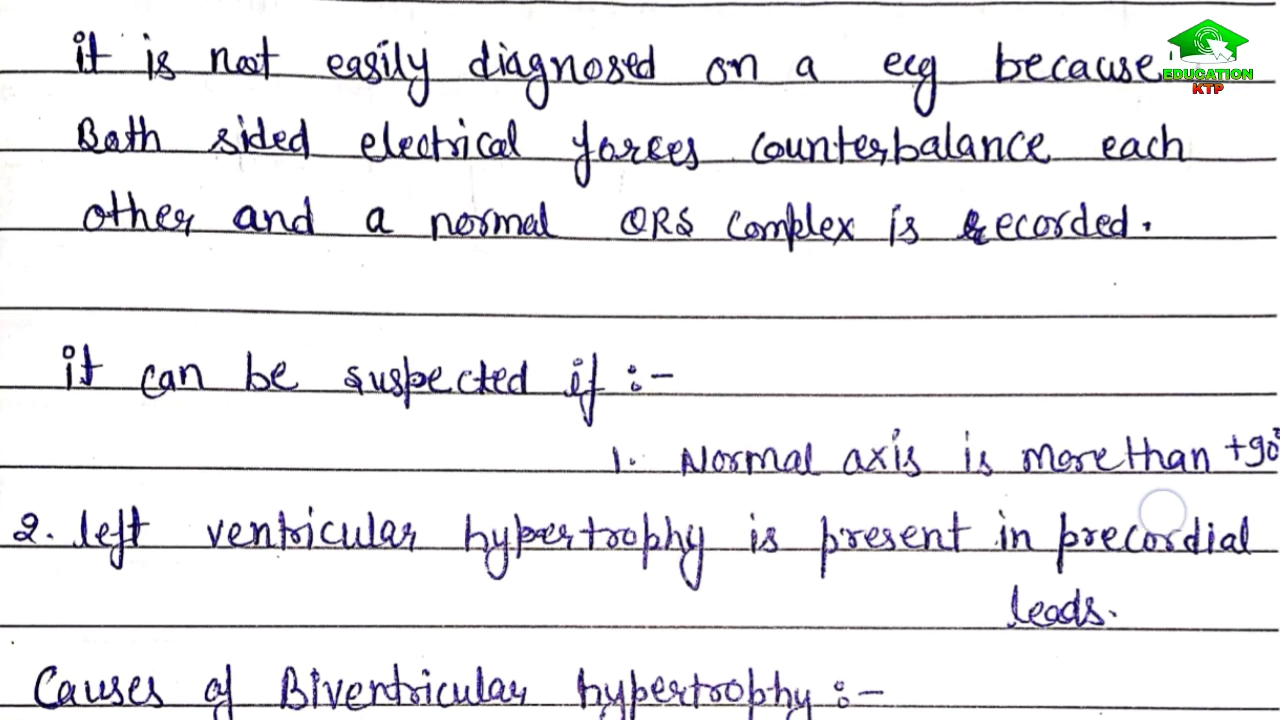 it is not easily diagnosed on a ecg because
Both sided electrical forces counterbalance each
other and a normal QRS complex is recorded.
it can be suspected if :-
1. Normal axis is more than +90°
2. left ventricular hypertrophy is present in precordial
leads.
Causes of Biventricular hypertrophy :-
EDUCATION
KTP